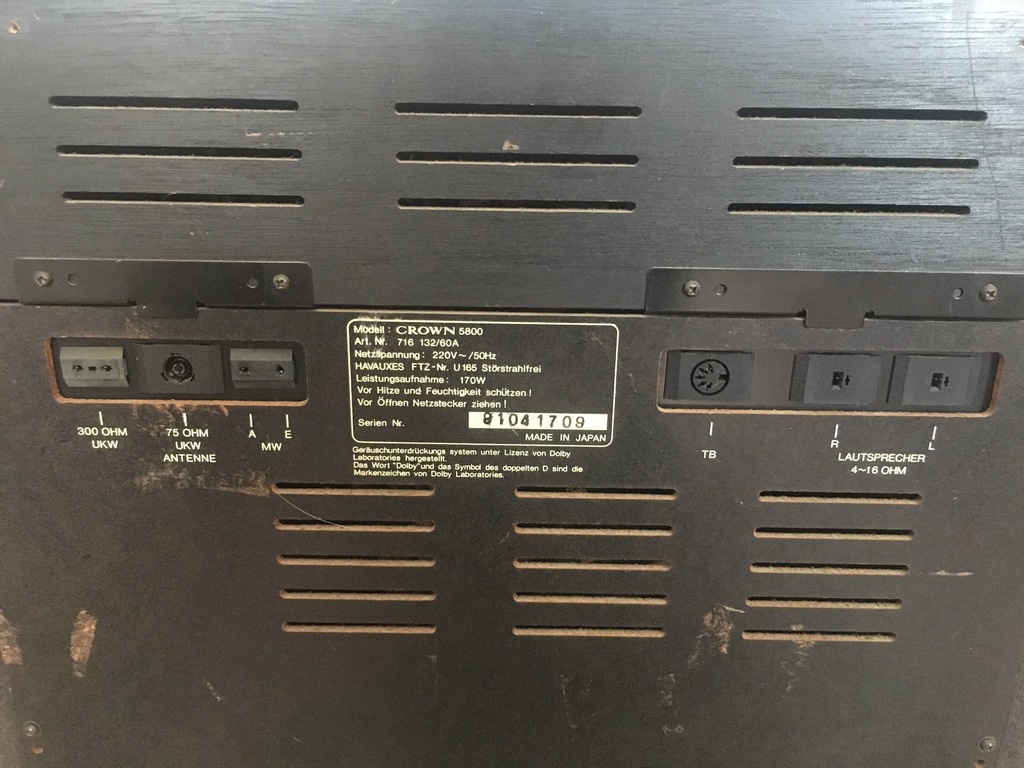 Modell: CROWN 5800
Art. Nr. 716 132/60A
Netzspannung: 220V~/50Hz
HAVAUXES FTZ-Nr. U165 Störstrahlfrei
Leistungsaufnahme: 170W
Vor Hitze und Feuchtigkeit schützen!
Vor Öffnen Netzstecker ziehen!
Serien Nr. 91041709
MADE IN JAPAN
Geräuschunterdrückungs system unter Lizenz von Dolby
Laboratories hergestellt.
Das Wort "Dolby"und das Symbol des doppelten D sind die
Markenzeichen von Dolby Laboratories.
300 OHM
UKW
75 OHM
UKW
ANTENNE
A E
MW
TB
R L
LAUTSPRECHER
4~16 OHM